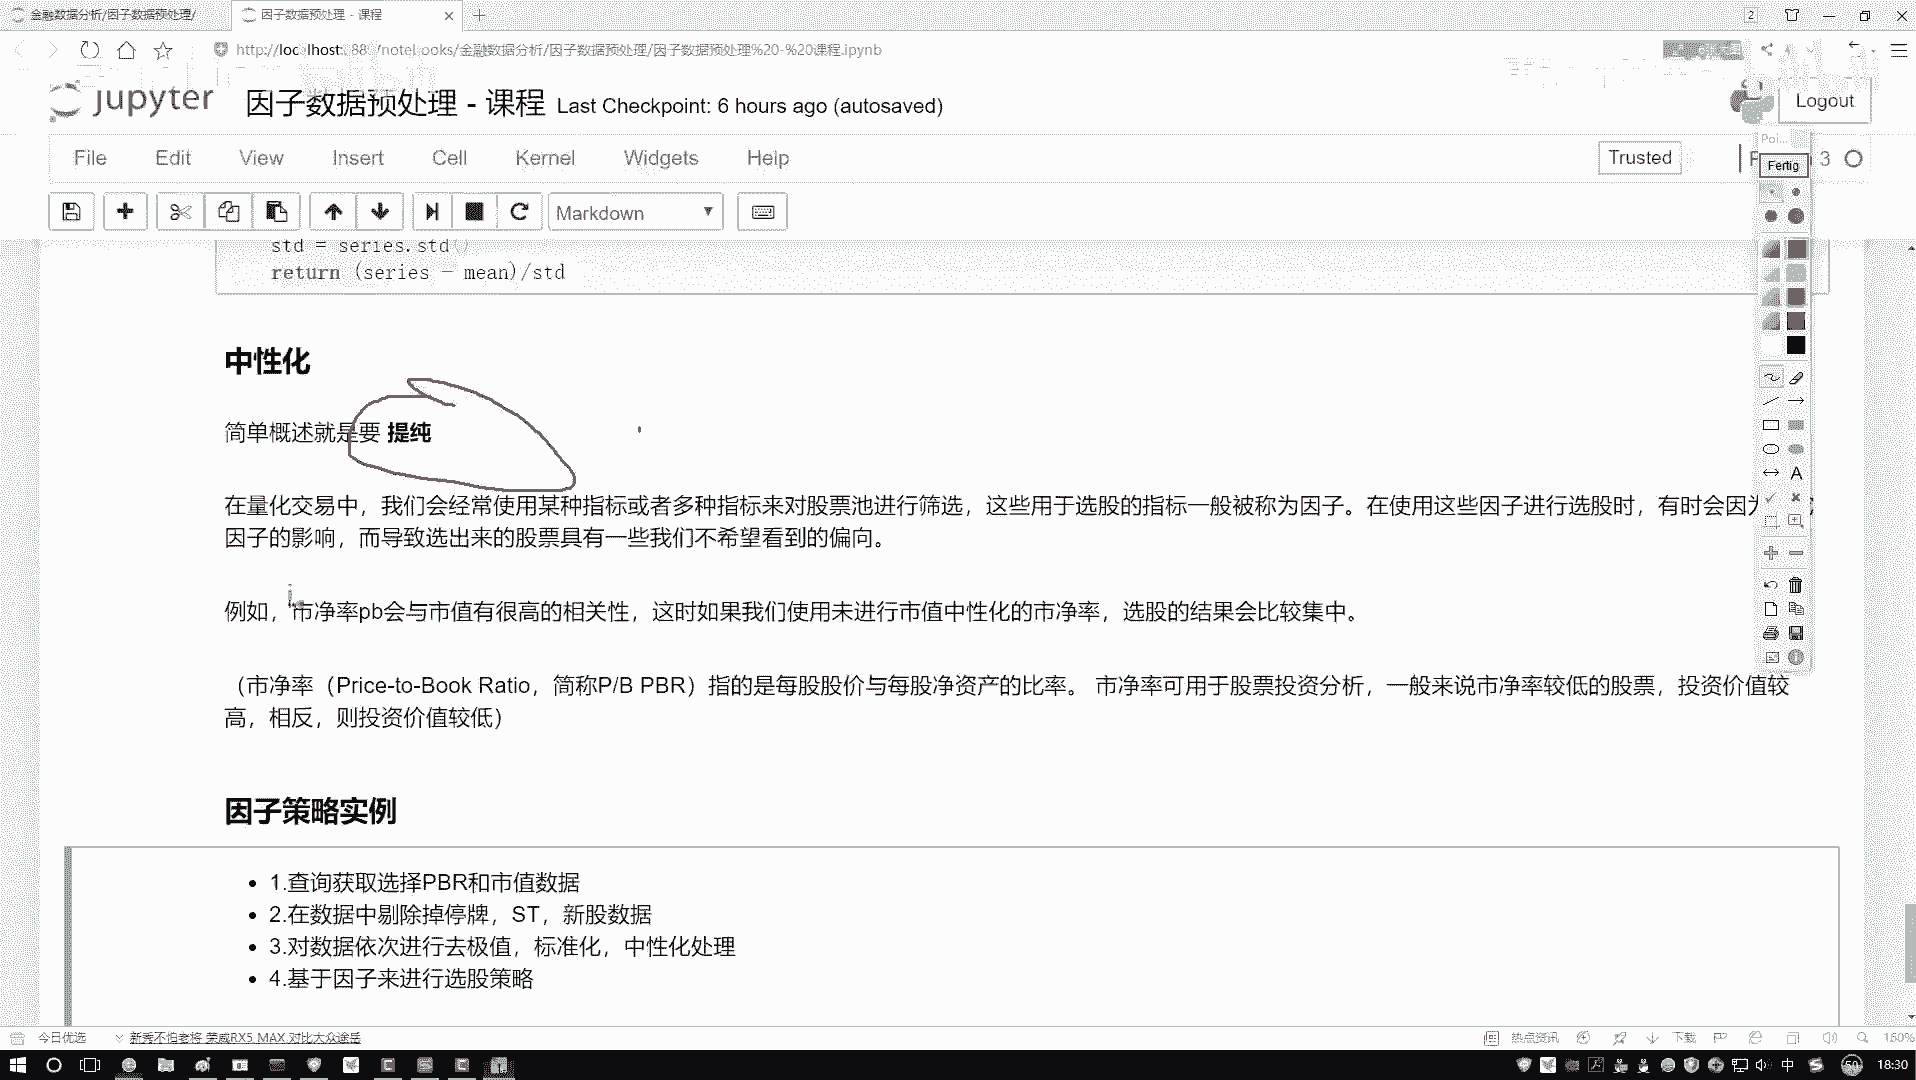 金融数据分析/因子数据预处理/
因子数据预处理 - 课程
2
/notebooks/金融数据分析/因子数据预处理/因子数据预处理%20-%20课程.ipynb
jupyter
因子数据预处理 - 课程
Last Checkpoint: 6 hours ago (autosaved)
Logout
File Edit View Insert Cell Kernel Widgets Help
Trusted
3
Fertig
Markdown
std = series.std()
return (series - mean)/std
中性化
简单概述就是要 提纯
在量化交易中，我们会经常使用某种指标或者多种指标来对股票池进行筛选，这些用于选股的指标一般被称为因子。在使用这些因子进行选股时，有时会因为
因子的影响，而导致选出来的股票具有一些我们不希望看到的偏向。
例如，市净率pb会与市值有很高的相关性，这时如果我们使用未进行市值中性化的市净率，选股的结果会比较集中。
（市净率（Price-to-Book Ratio，简称P/B PBR）指的是每股股价与每股净资产的比率。 市净率可用于股票投资分析，一般来说市净率较低的股票，投资价值较
高，相反，则投资价值较低）
因子策略实例
1.查询获取选择PBR和市值数据
2.在数据中剔除掉停牌，ST，新股数据
3.对数据依次进行去极值，标准化，中性化处理
4.基于因子来进行选股策略
今日优选
新秀不怕老将 荣威RX5 MAX 对比大众途岳
热点资讯
下载
160%
中
50
18:30